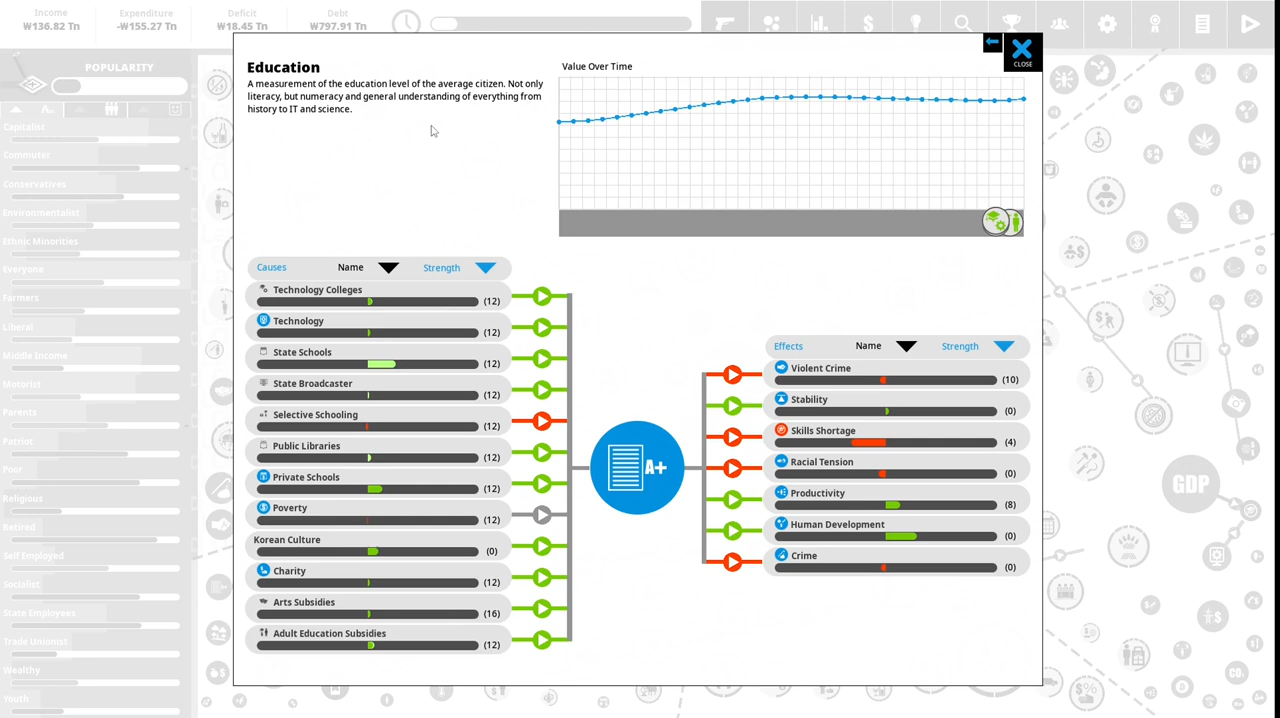 Income
Expenditure
Deficit
Debt
₩136.82 Tn
-₩155.27 Tn
₩18.45 Tn
₩797.91 Tn
POPULARITY
Capitalist
Commuter
Conservatives
Environmentalist
Ethnic Minorities
Everyone
Farmers
Liberal
Middle Income
Motorist
Parents
Patriot
Poor
Religious
Retired
Self Employed
Socialist
State Employees
Trade Unionist
Wealthy
Youth
CLOSE
Education
A measurement of the education level of the average citizen. Not only
literacy, but numeracy and general understanding of everything from
history to IT and science.
Value Over Time
Causes Name Strength
Technology Colleges
(12)
Technology
(12)
State Schools
(12)
State Broadcaster
(12)
Selective Schooling
(12)
Public Libraries
(12)
Private Schools
(12)
Poverty
(12)
Korean Culture
(0)
Charity
(12)
Arts Subsidies
(16)
Adult Education Subsidies
(12)
A+
Effects Name Strength
Violent Crime
(10)
Stability
(0)
Skills Shortage
(4)
Racial Tension
(0)
Productivity
(8)
Human Development
(0)
Crime
(0)
GDP
CO₂